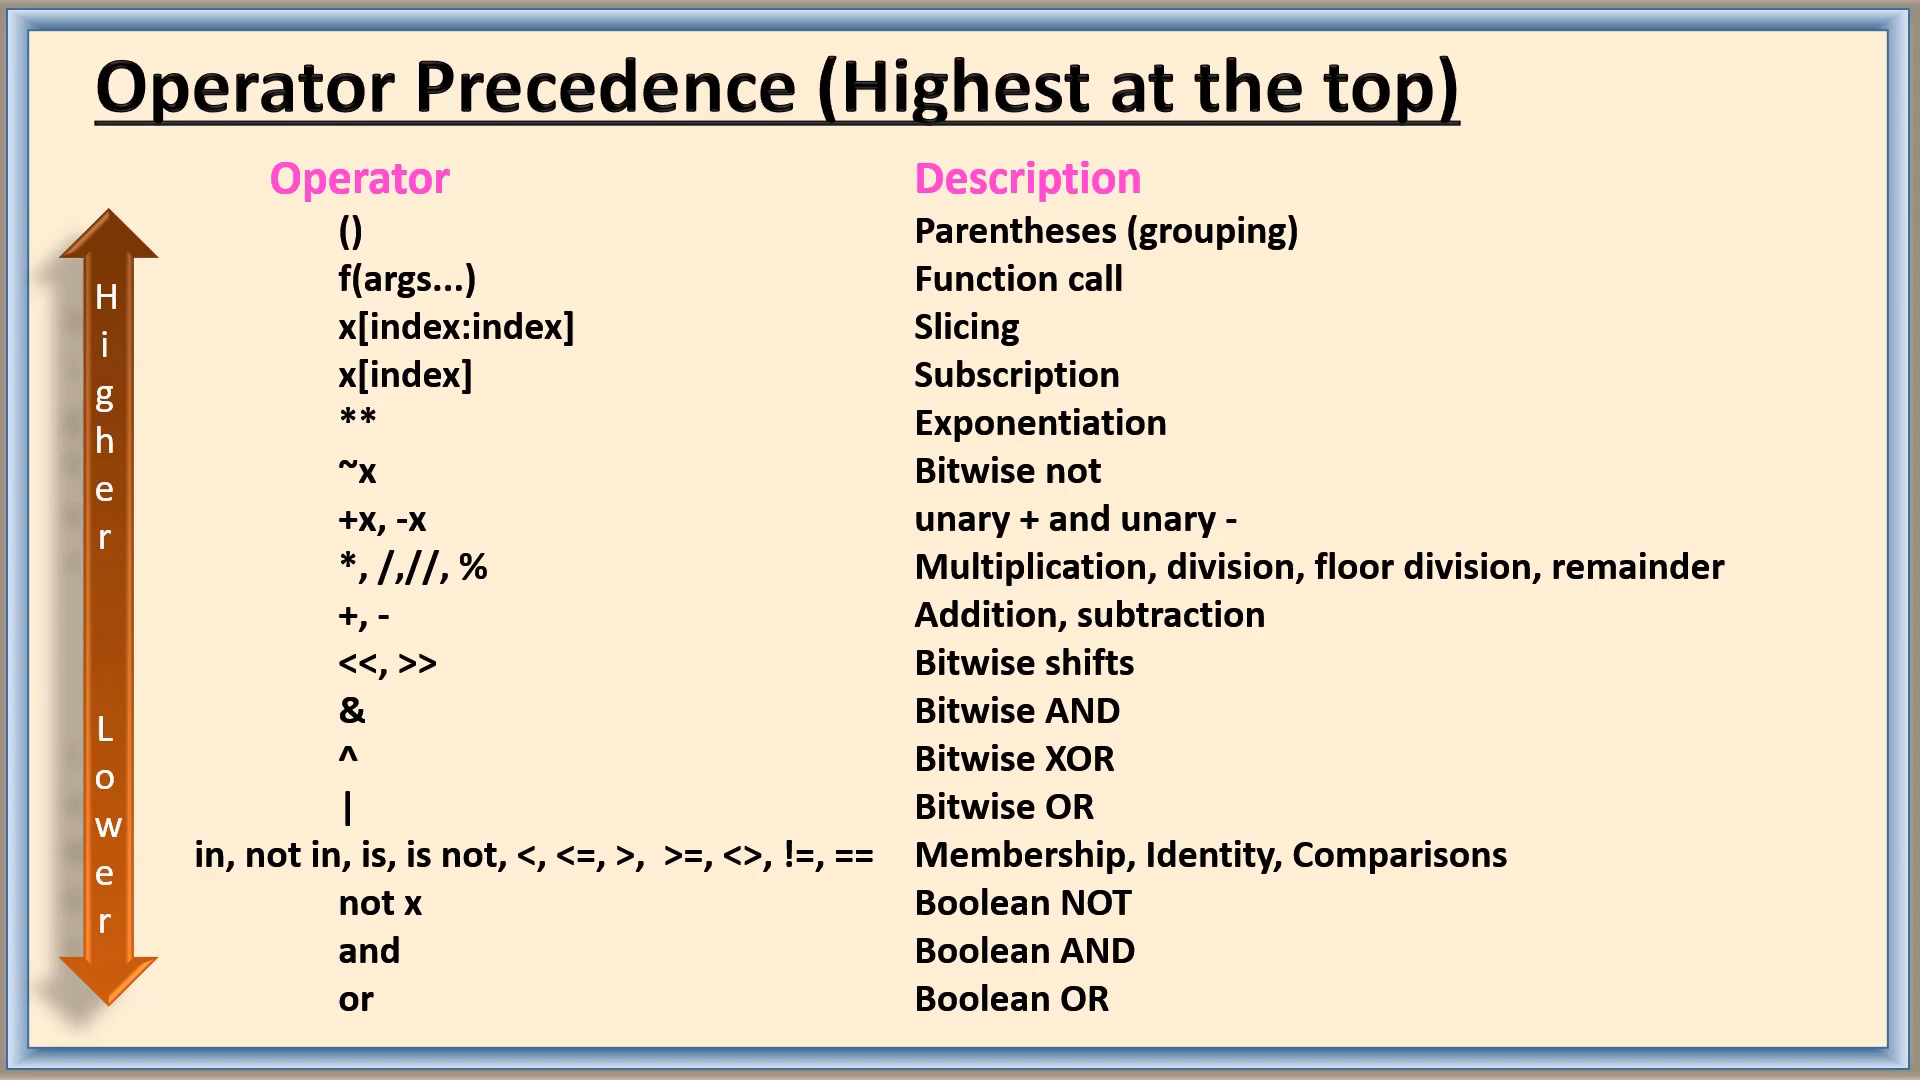 Operator Precedence (Highest at the top)
Operator Description
() Parentheses (grouping)
f(args...) Function call
x[index:index] Slicing
x[index] Subscription
** Exponentiation
~x Bitwise not
+x, -x unary + and unary -
*, /,//, % Multiplication, division, floor division, remainder
+, - Addition, subtraction
<<, >> Bitwise shifts
& Bitwise AND
^ Bitwise XOR
| Bitwise OR
in, not in, is, is not, <, <=, >, >=, <>, !=, == Membership, Identity, Comparisons
not x Boolean NOT
and Boolean AND
or Boolean OR
Higher
Lower